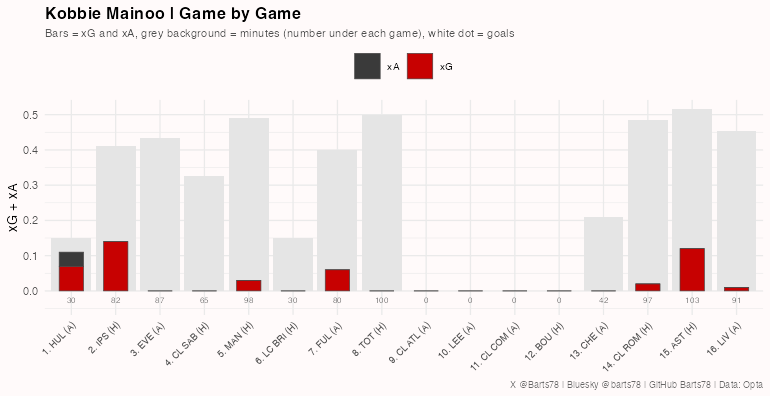 Kobbie Mainoo | Game by Game
Bars = xG and xA, grey background = minutes (number under each game), white dot = goals
xA xG
xG + xA
0.5
0.4
0.3
0.2
0.1
0.0
30 82 87 65 98 30 80 100 0 0 0 0 42 97 103 91
1. HUL (A)
2. IPS (H)
3. EVE (A)
4. CL SAB (H)
5. MAN (H)
6. LC BRI (H)
7. FUL (A)
8. TOT (H)
9. CL ATL (A)
10. LEE (A)
11. CL COM (A)
12. BOU (H)
13. CHE (A)
14. CL ROM (H)
15. AST (H)
16. LIV (A)
X @Barts78 | Bluesky @barts78 | GitHub Barts78 | Data: Opta